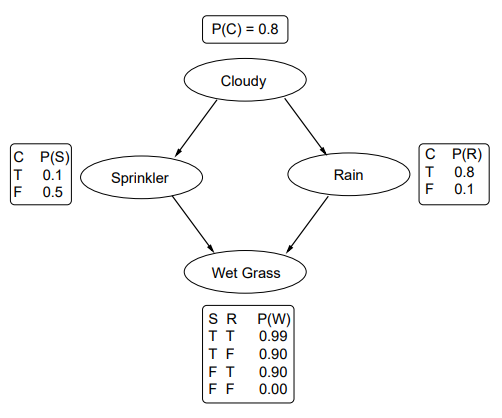 P(C) = 0.8
Cloudy
C P(S)
T 0.1
F 0.5
Sprinkler
Rain
C P(R)
T 0.8
F 0.1
Wet Grass
S R P(W)
T T 0.99
T F 0.90
F T 0.90
F F 0.00